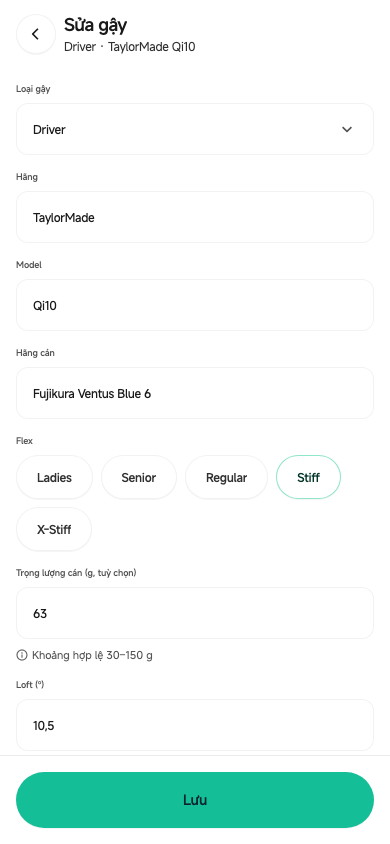 Sửa gậy
Driver · TaylorMade Qi10
Loại gậy
Driver
Hãng
TaylorMade
Model
Qi10
Hãng cán
Fujikura Ventus Blue 6
Flex
Ladies
Senior
Regular
Stiff
X-Stiff
Trọng lượng cán (g, tuỳ chọn)
63
Khoảng hợp lệ 30–150 g
Loft (°)
10,5
Lưu